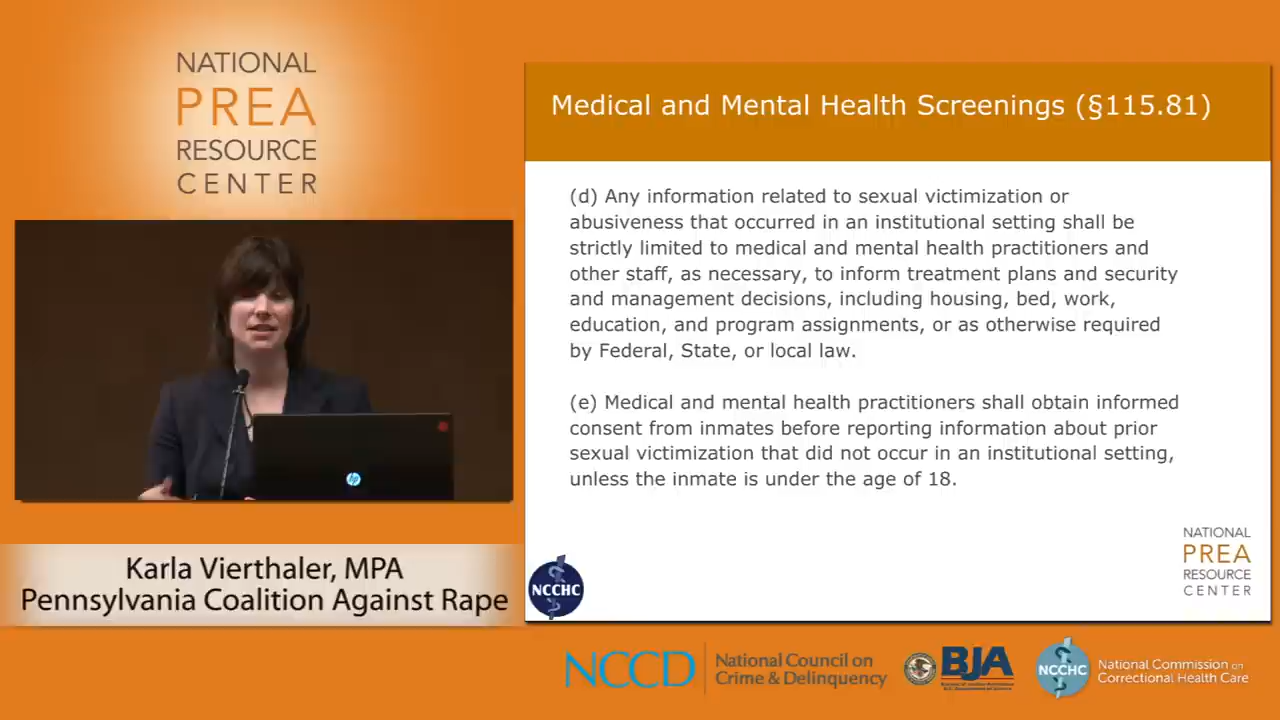 NATIONAL
PREA
RESOURCE
CENTER
Medical and Mental Health Screenings (§115.81)
(d) Any information related to sexual victimization or
abusiveness that occurred in an institutional setting shall be
strictly limited to medical and mental health practitioners and
other staff, as necessary, to inform treatment plans and security
and management decisions, including housing, bed, work,
education, and program assignments, or as otherwise required
by Federal, State, or local law.
(e) Medical and mental health practitioners shall obtain informed
consent from inmates before reporting information about prior
sexual victimization that did not occur in an institutional setting,
unless the inmate is under the age of 18.
hp
Karla Vierthaler, MPA
Pennsylvania Coalition Against Rape
NCCHC
NATIONAL
PREA
RESOURCE
CENTER
NCCD
National Council on
Crime & Delinquency
BJA
NCCHC
National Commission on
Correctional Health Care